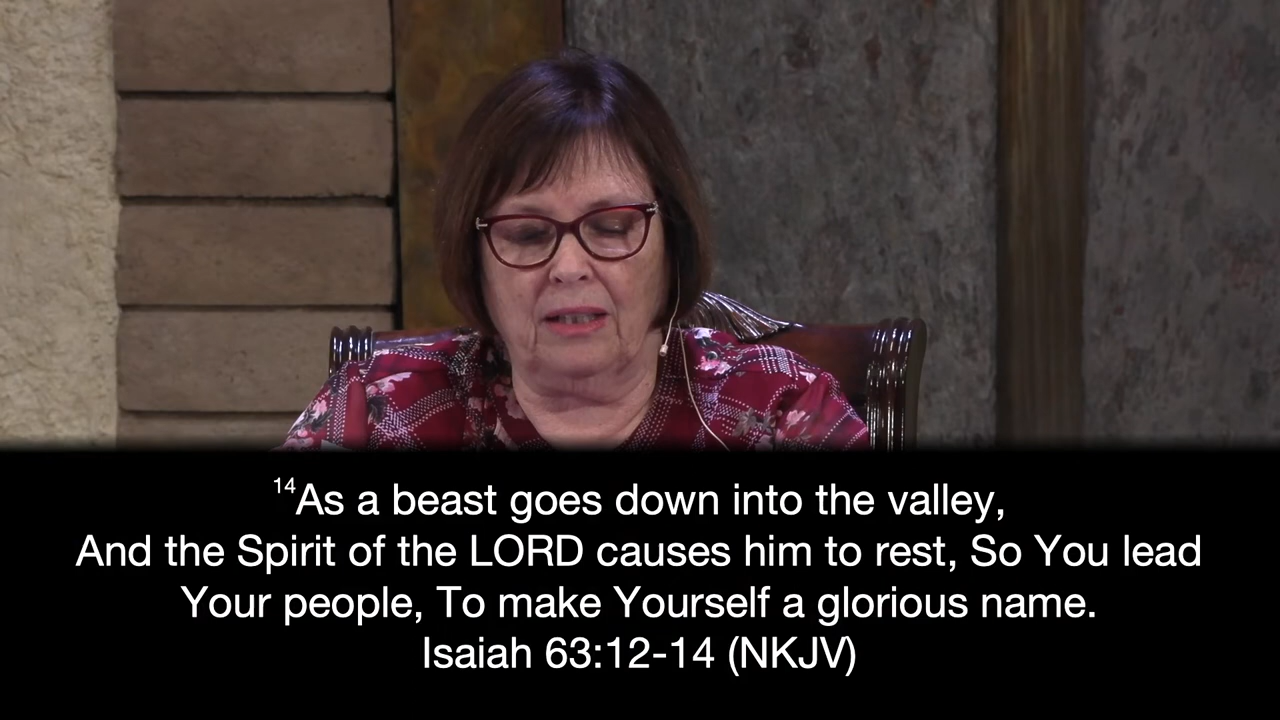 14As a beast goes down into the valley,
And the Spirit of the LORD causes him to rest, So You lead
Your people, To make Yourself a glorious name.
Isaiah 63:12-14 (NKJV)